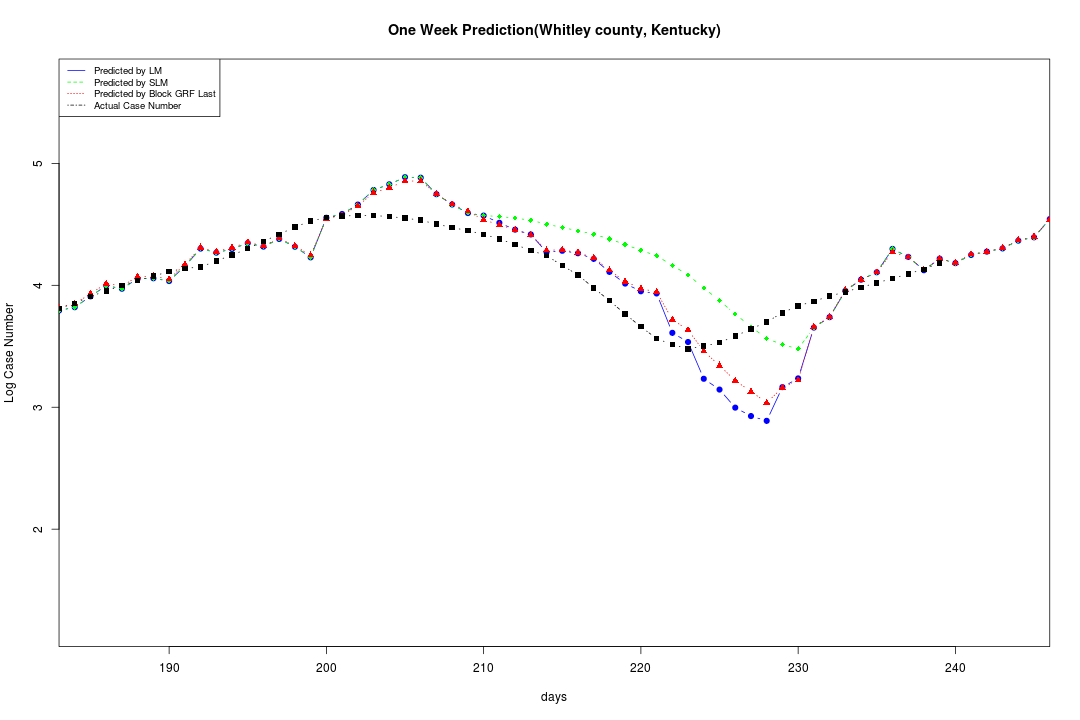 One Week Prediction(Whitley county, Kentucky)
Predicted by LM
Predicted by SLM
Predicted by Block GRF Last
Actual Case Number
5
4
3
2
Log Case Number
190 200 210 220 230 240
days